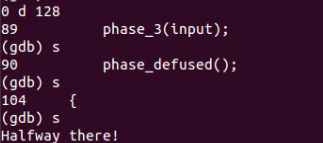 0 d 128
89 phase_3(input);
(gdb) s
90 phase_defused();
(gdb) s
104 {
(gdb) s
Halfway there!